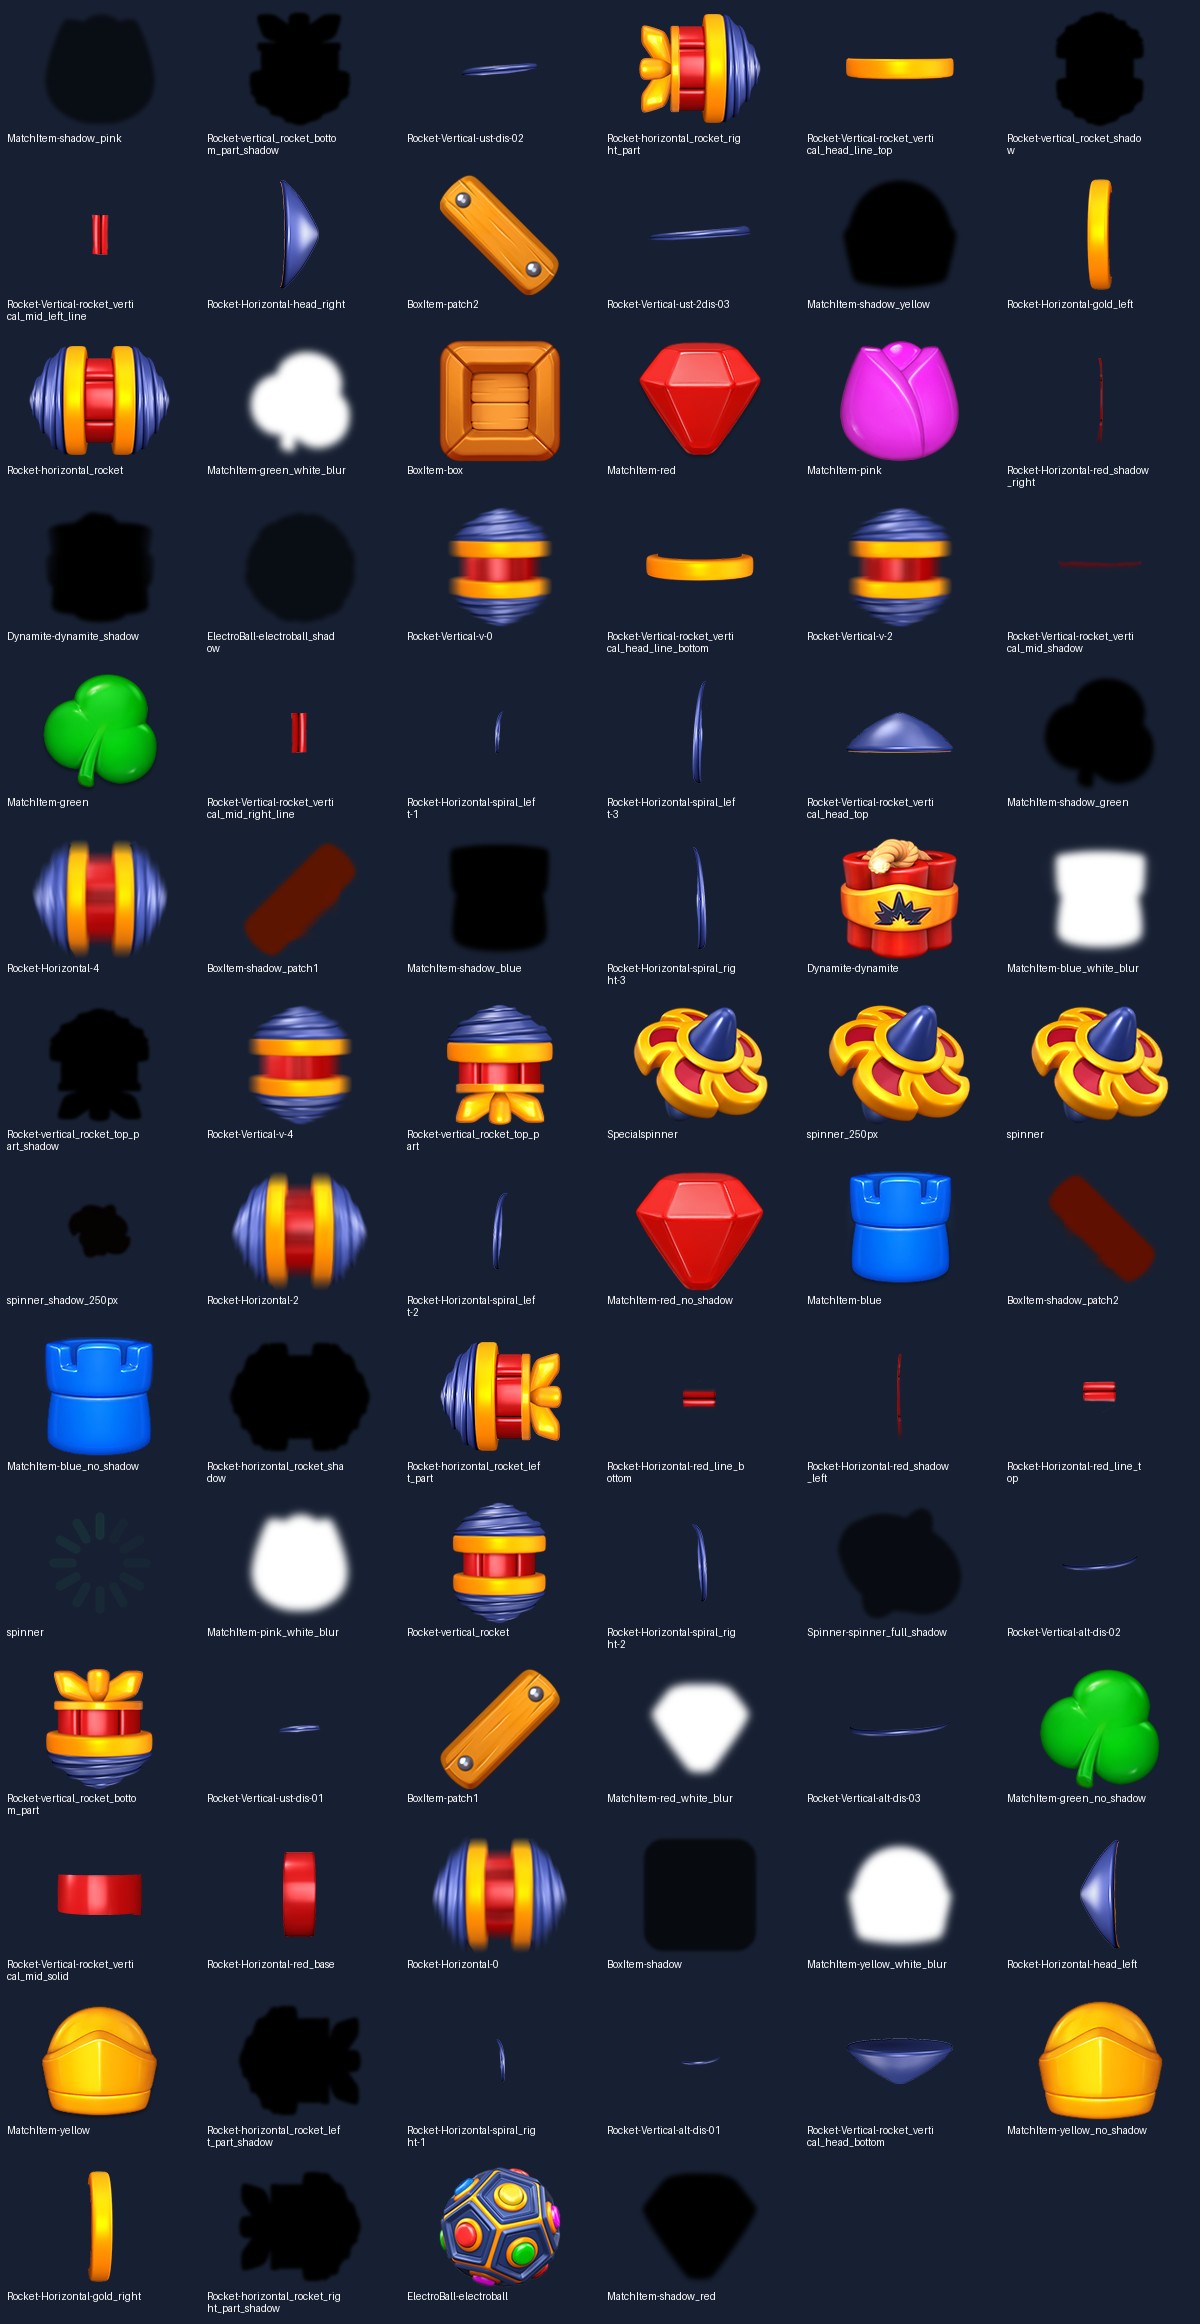 MatchItem-shadow_pink
Rocket-vertical_rocket_botto
m_part_shadow
Rocket-Vertical-ust-dis-02
Rocket-horizontal_rocket_rig
ht_part
Rocket-Vertical-rocket_verti
cal_head_line_top
Rocket-vertical_rocket_shado
w
Rocket-Vertical-rocket_verti
cal_mid_left_line
Rocket-Horizontal-head_right
BoxItem-patch2
Rocket-Vertical-ust-2dis-03
MatchItem-shadow_yellow
Rocket-Horizontal-gold_left
Rocket-horizontal_rocket
MatchItem-green_white_blur
BoxItem-box
MatchItem-red
MatchItem-pink
Rocket-Horizontal-red_shadow
_right
Dynamite-dynamite_shadow
ElectroBall-electroball_shad
ow
Rocket-Vertical-v-0
Rocket-Vertical-rocket_verti
cal_head_line_bottom
Rocket-Vertical-v-2
Rocket-Vertical-rocket_verti
cal_mid_shadow
MatchItem-green
Rocket-Vertical-rocket_verti
cal_mid_right_line
Rocket-Horizontal-spiral_lef
t-1
Rocket-Horizontal-spiral_lef
t-3
Rocket-Vertical-rocket_verti
cal_head_top
MatchItem-shadow_green
Rocket-Horizontal-4
BoxItem-shadow_patch1
MatchItem-shadow_blue
Rocket-Horizontal-spiral_rig
ht-3
Dynamite-dynamite
MatchItem-blue_white_blur
Rocket-vertical_rocket_top_p
art_shadow
Rocket-Vertical-v-4
Rocket-vertical_rocket_top_p
art
Specialspinner
spinner_250px
spinner
spinner_shadow_250px
Rocket-Horizontal-2
Rocket-Horizontal-spiral_lef
t-2
MatchItem-red_no_shadow
MatchItem-blue
BoxItem-shadow_patch2
MatchItem-blue_no_shadow
Rocket-horizontal_rocket_sha
dow
Rocket-horizontal_rocket_lef
t_part
Rocket-Horizontal-red_line_b
ottom
Rocket-Horizontal-red_shadow
_left
Rocket-Horizontal-red_line_t
op
spinner
MatchItem-pink_white_blur
Rocket-vertical_rocket
Rocket-Horizontal-spiral_rig
ht-2
Spinner-spinner_full_shadow
Rocket-Vertical-alt-dis-02
Rocket-vertical_rocket_botto
m_part
Rocket-Vertical-ust-dis-01
BoxItem-patch1
MatchItem-red_white_blur
Rocket-Vertical-alt-dis-03
MatchItem-green_no_shadow
Rocket-Vertical-rocket_verti
cal_mid_solid
Rocket-Horizontal-red_base
Rocket-Horizontal-0
BoxItem-shadow
MatchItem-yellow_white_blur
Rocket-Horizontal-head_left
MatchItem-yellow
Rocket-horizontal_rocket_lef
t_part_shadow
Rocket-Horizontal-spiral_rig
ht-1
Rocket-Vertical-alt-dis-01
Rocket-Vertical-rocket_verti
cal_head_bottom
MatchItem-yellow_no_shadow
Rocket-Horizontal-gold_right
Rocket-horizontal_rocket_rig
ht_part_shadow
ElectroBall-electroball
MatchItem-shadow_red